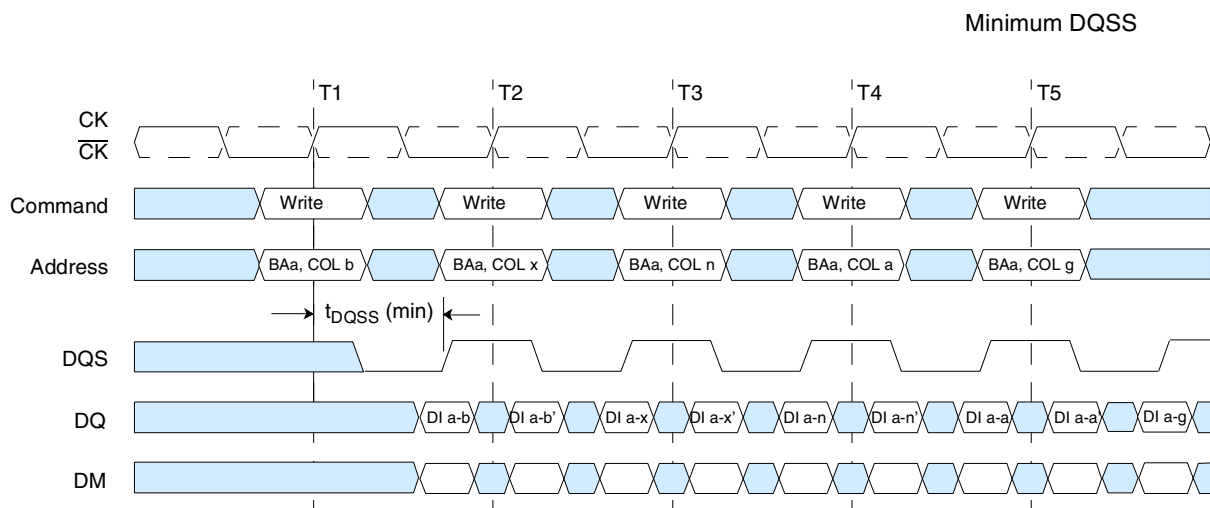 Minimum DQSS
T1 T2 T3 T4 T5
CK
CK
Command Write Write Write Write Write
Address BAa, COL b BAa, COL x BAa, COL n BAa, COL a BAa, COL g
tDQSS (min)
DQS
DQ DI a-b DI a-b’ DI a-x DI a-x’ DI a-n DI a-n’ DI a-a DI a-a’ DI a-g
DM